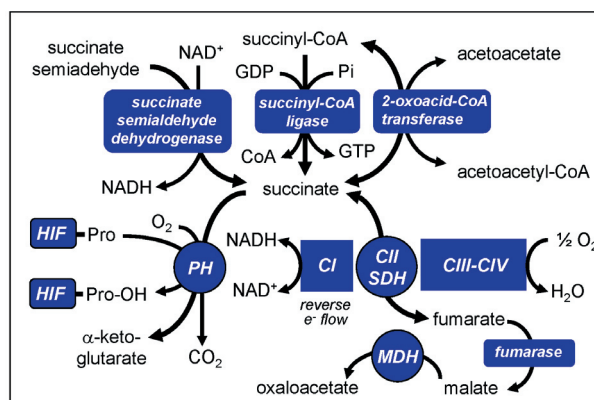 succinate
semiadehyde
NAD⁺
succinyl-CoA
GDP
Pi
acetoacetate
succinate
semialdehyde
dehydrogenase
succinyl-CoA
ligase
2-oxoacid-CoA
transferase
CoA
GTP
NADH
succinate
acetoacetyl-CoA
HIF
Pro
O₂
PH
NADH
CI
CII
SDH
CIII-CIV
½ O₂
HIF
Pro-OH
NAD⁺
H₂O
reverse
e⁻ flow
α-keto-
glutarate
CO₂
fumarate
MDH
fumarase
oxaloacetate
malate